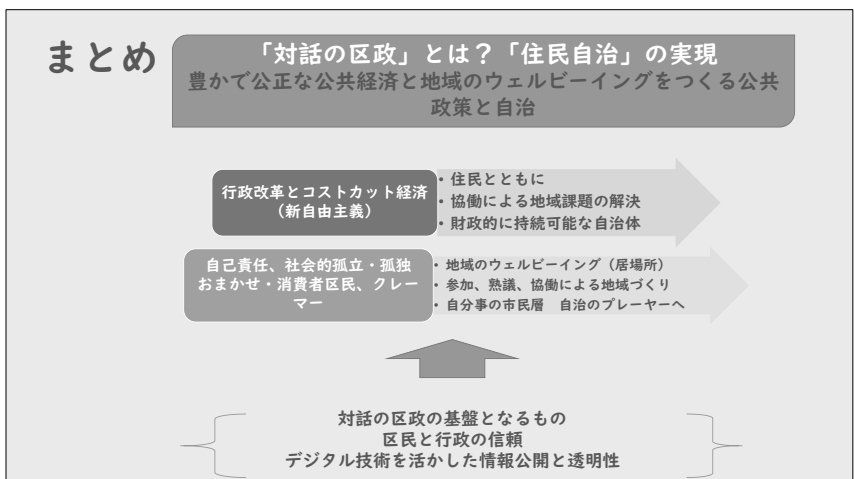 まとめ
「対話の区政」とは？「住民自治」の実現
豊かで公正な公共経済と地域のウェルビーイングをつくる公共
政策と自治
行政改革とコストカット経済
（新自由主義）
・住民とともに
・協働による地域課題の解決
・財政的に持続可能な自治体
自己責任、社会的孤立・孤独
おまかせ・消費者区民、クレー
マー
・地域のウェルビーイング（居場所）
・参加、熟議、協働による地域づくり
・自分事の市民層　自治のプレーヤーへ
対話の区政の基盤となるもの
区民と行政の信頼
デジタル技術を活かした情報公開と透明性